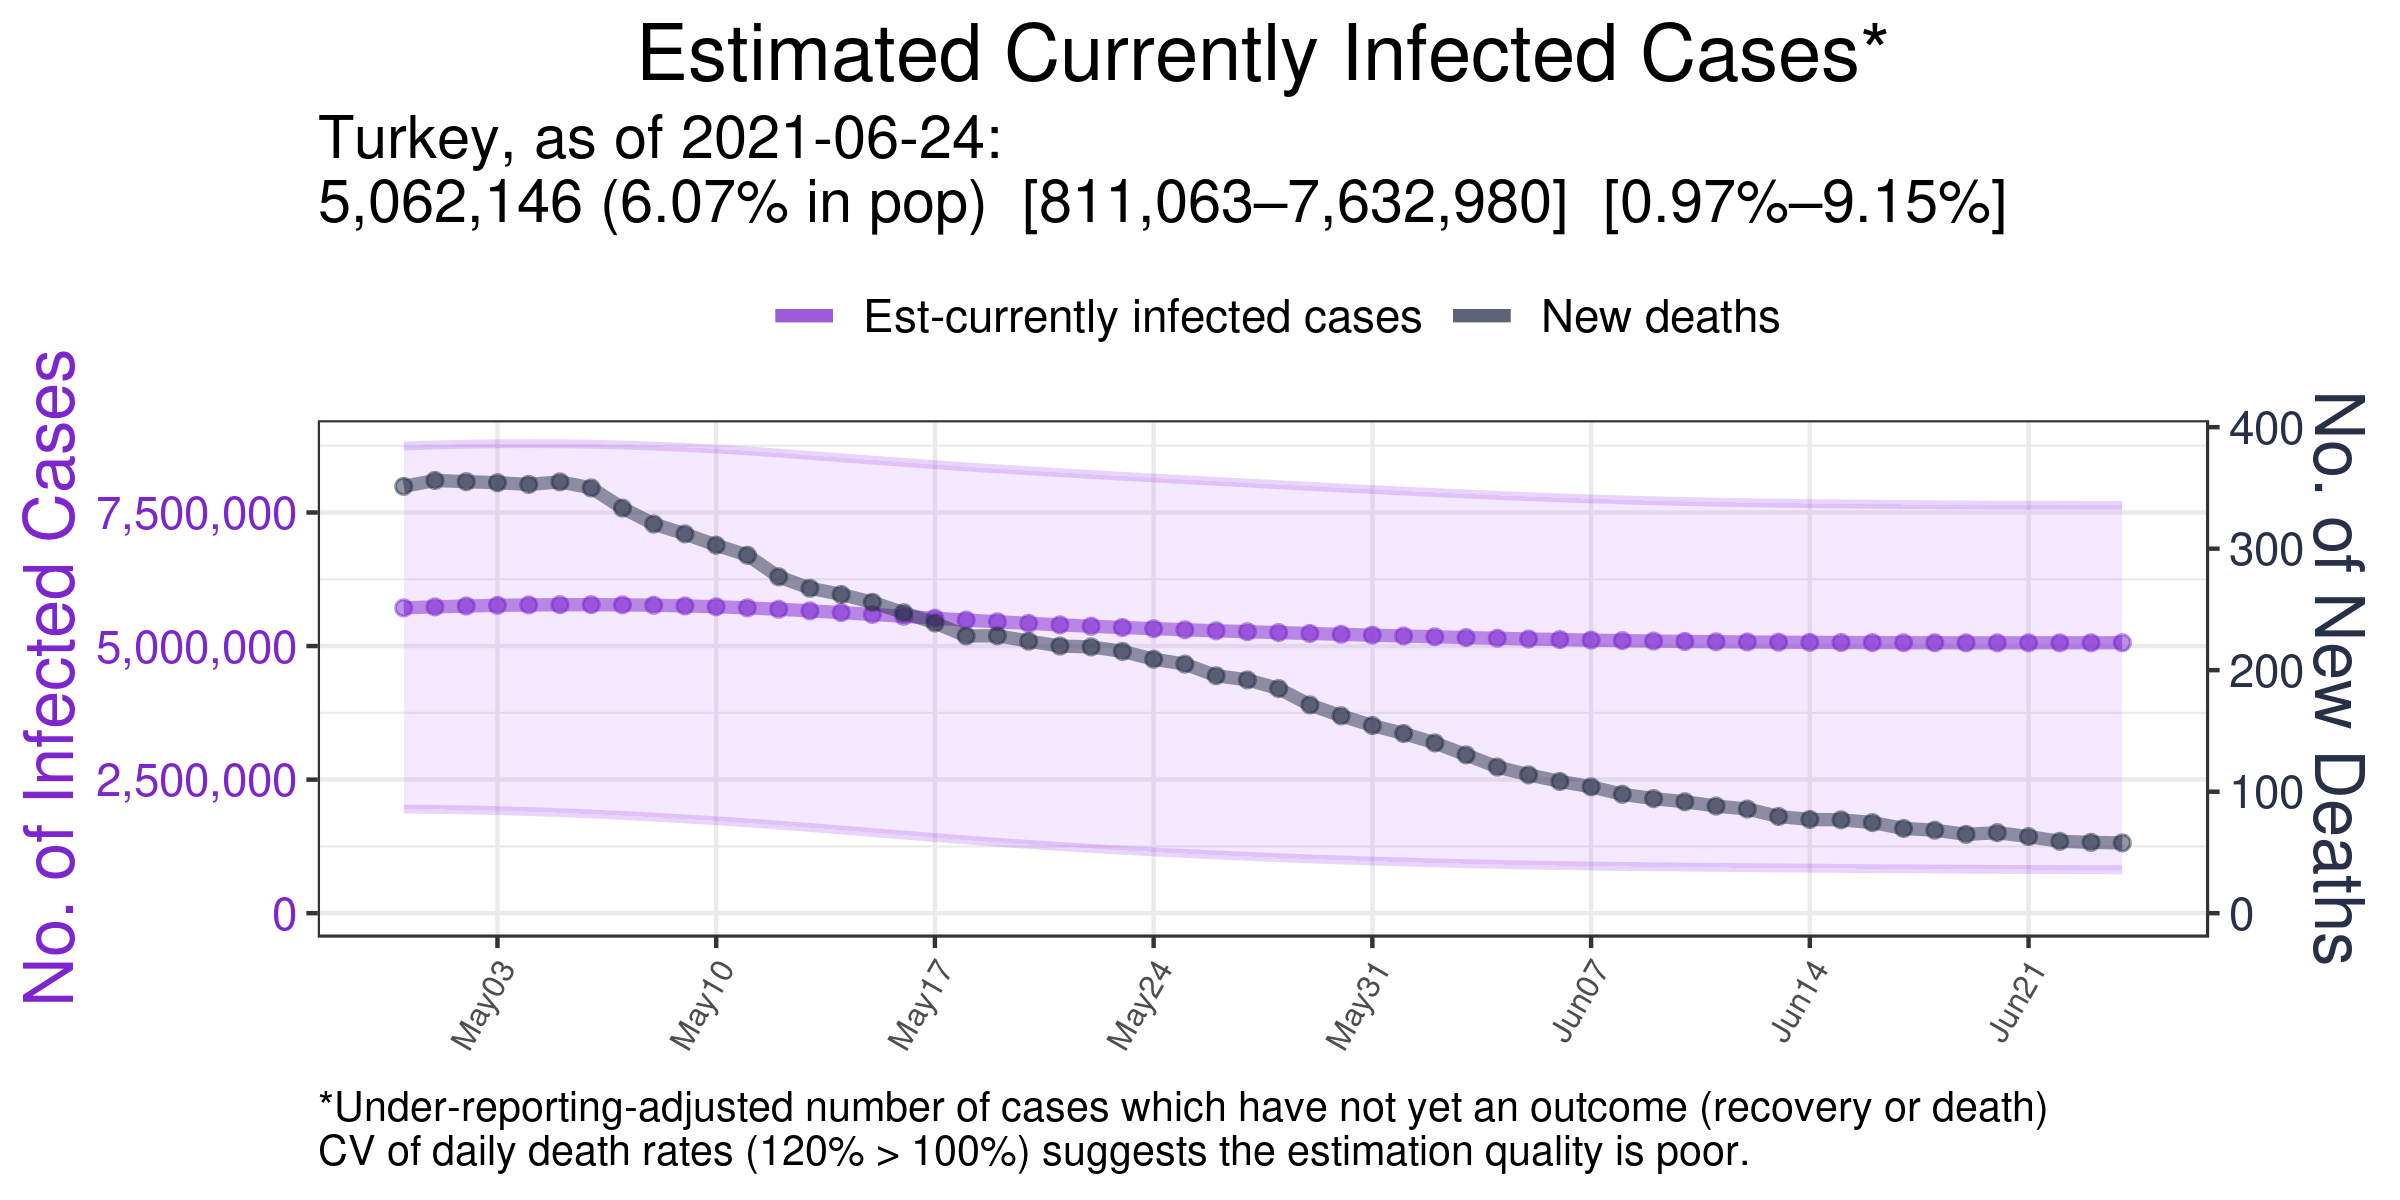 Estimated Currently Infected Cases*
Turkey, as of 2021-06-24:
5,062,146 (6.07% in pop)  [811,063–7,632,980]  [0.97%–9.15%]
Est-currently infected cases
New deaths
No. of Infected Cases
7,500,000
5,000,000
2,500,000
0
400
300
200
100
0
No. of New Deaths
May03
May10
May17
May24
May31
Jun07
Jun14
Jun21
*Under-reporting-adjusted number of cases which have not yet an outcome (recovery or death)
CV of daily death rates (120% > 100%) suggests the estimation quality is poor.